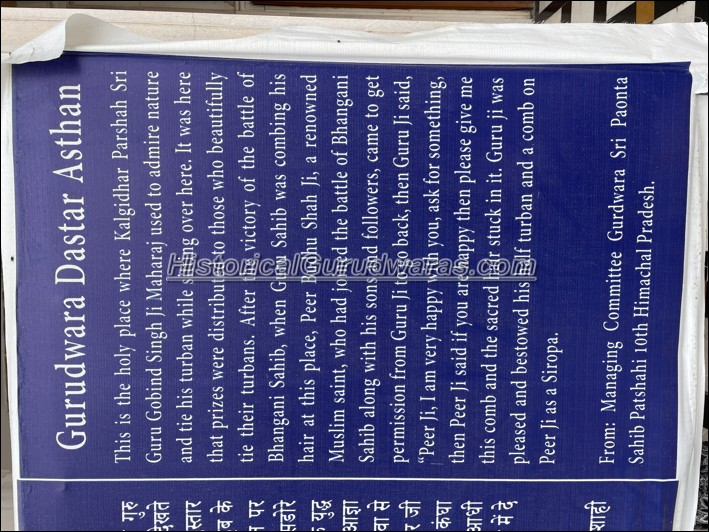 Gurudwara Dastar Asthan
This is the holy place where Kalgidhar Parshah Sri
Guru Gobind Singh Ji Maharaj used to admire nature
and tie his turban while sitting over here. It was here
that prizes were distributed to those who beautifully
tie their turbans. After the victory of the battle of
Bhangani Sahib, when Guru Sahib was combing his
hair at this place, Peer Budhu Shah Ji, a renowned
Muslim saint, who had joined the battle of Bhangani
Sahib along with his sons and followers, came to get
permission from Guru Ji to go back, then Guru Ji said,
"Peer Ji, I am very happy with you, ask for something,
then Peer Ji said if you are happy then please give me
this comb and the sacred hair stuck in it. Guru ji was
pleased and bestowed his half turban and a comb on
Peer Ji as a Siropa.
From: Managing Committee Gurdwara Sri Paonta
Sahib Patshahi 10th Himachal Pradesh.
गुरु
देखते
स्तार
ब के
न पर
सढोरे
के युद्ध
आज्ञा
वा से
र जी
कंघा
आधी
में दे
शाही
HistoricalGurudwaras.com